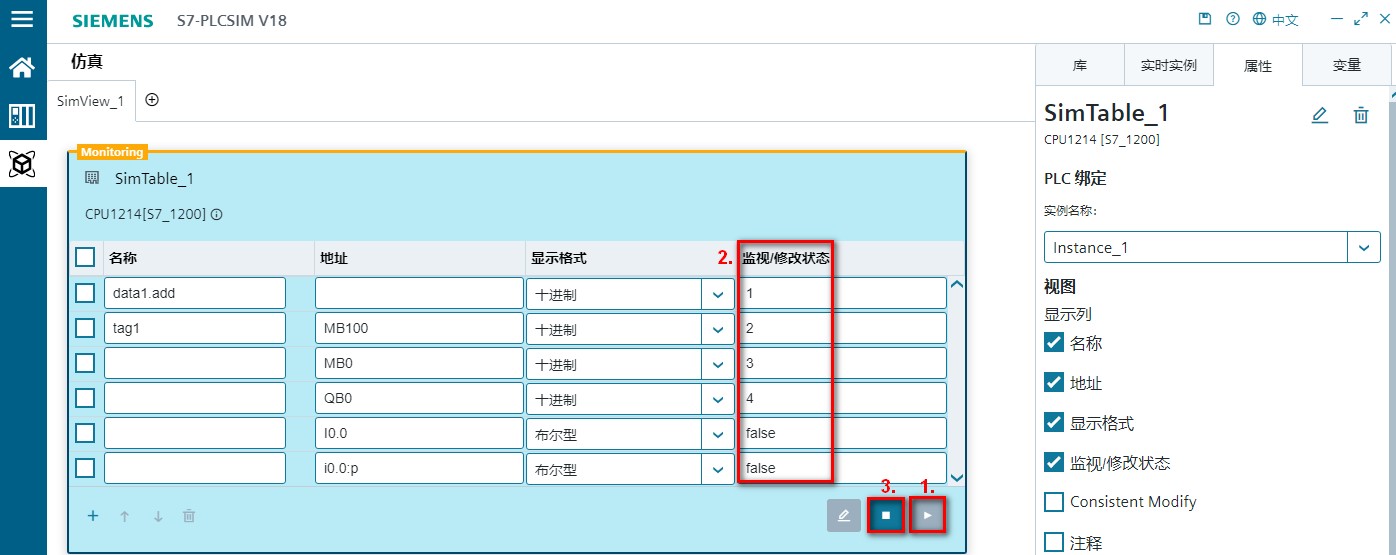 SIEMENS S7-PLCSIM V18 中文
仿真
SimView_1
Monitoring
SimTable_1
CPU1214[S7_1200]
名称 地址 显示格式 2. 监视/修改状态
data1.add 十进制 1
tag1 MB100 十进制 2
MB0 十进制 3
QB0 十进制 4
I0.0 布尔型 false
i0.0:p 布尔型 false
3. 1.
库 实时实例 属性 变量
SimTable_1
CPU1214 [S7_1200]
PLC 绑定
实例名称:
Instance_1
视图
显示列
名称
地址
显示格式
监视/修改状态
Consistent Modify
注释